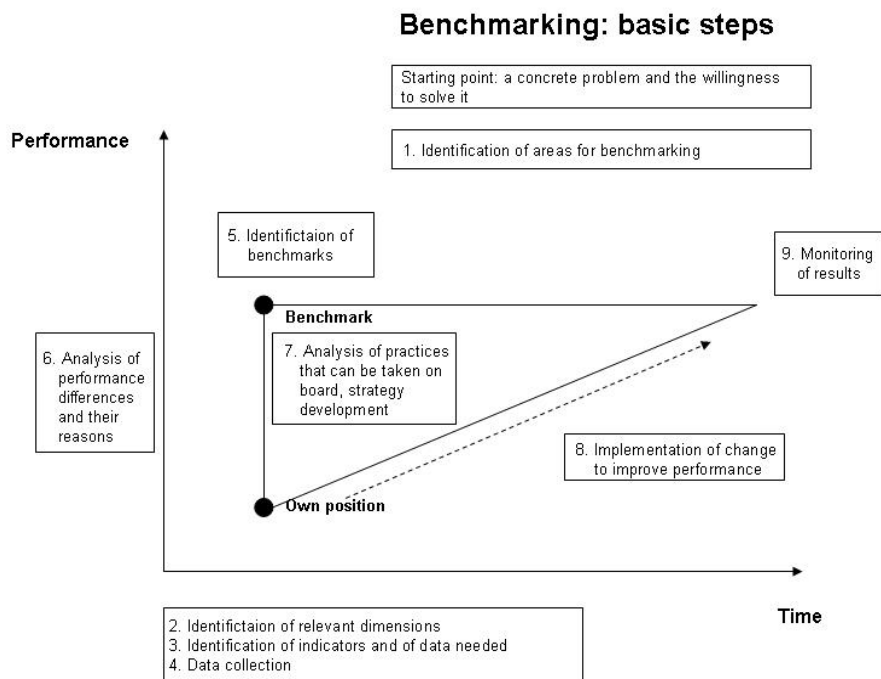 Benchmarking: basic steps
Starting point: a concrete problem and the willingness
to solve it
Performance
1. Identification of areas for benchmarking
5. Identifictaion of
benchmarks
9. Monitoring
of results
Benchmark
6. Analysis of
performance
differences
and their
reasons
7. Analysis of practices
that can be taken on
board, strategy
development
8. Implementation of change
to improve performance
Own position
Time
2. Identifictaion of relevant dimensions
3. Identification of indicators and of data needed
4. Data collection